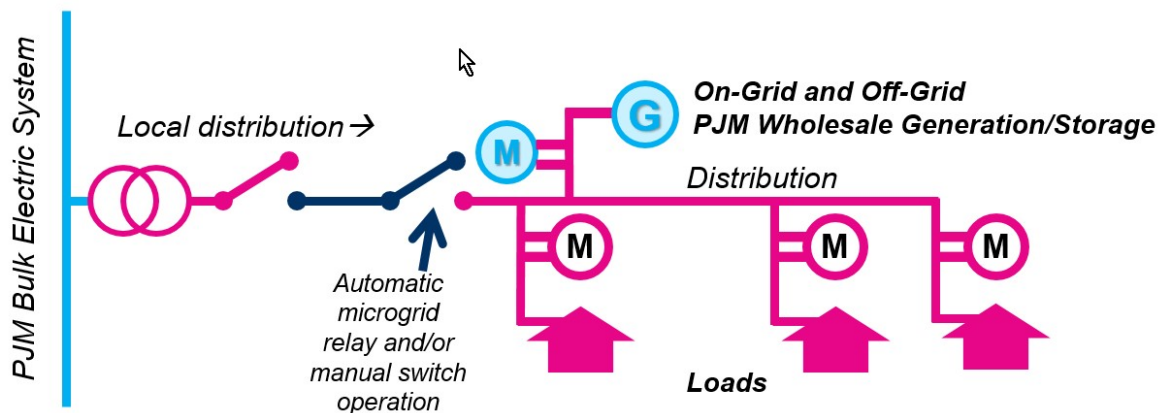 PJM Bulk Electric System
Local distribution →
M
G
On-Grid and Off-Grid
PJM Wholesale Generation/Storage
Distribution
M
M
M
Automatic
microgrid
relay and/or
manual switch
operation
Loads